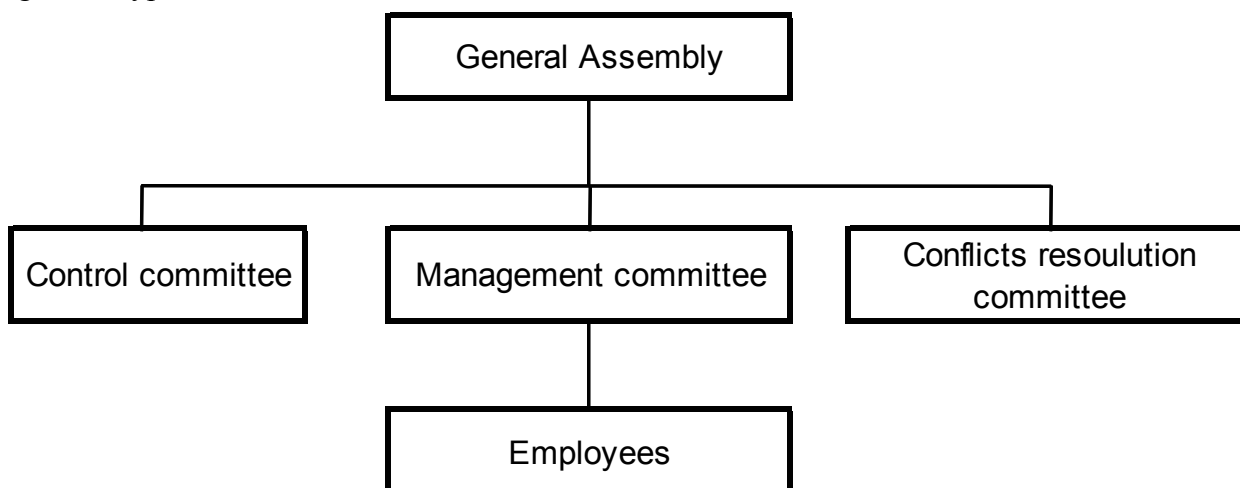 General Assembly
Control committee
Management committee
Conflicts resoulution
committee
Employees